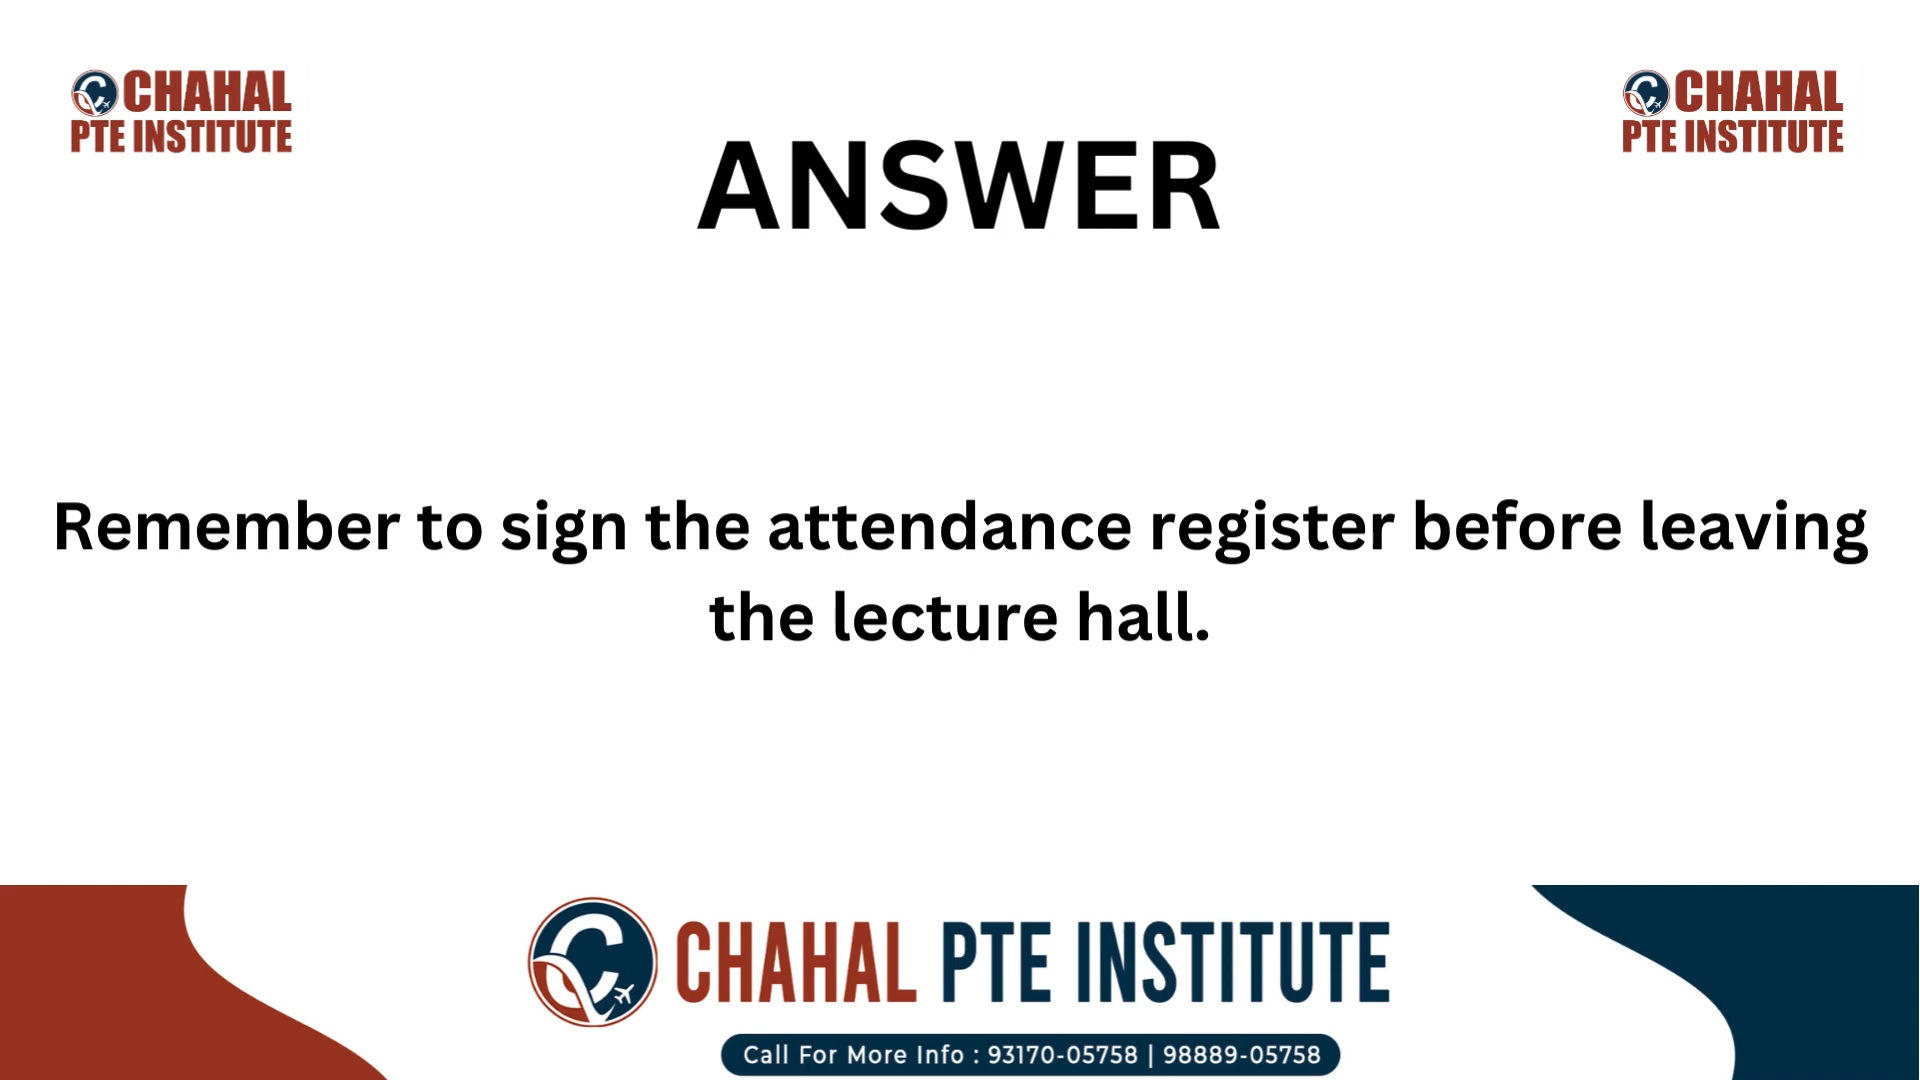 CHAHAL
PTE INSTITUTE
CHAHAL
PTE INSTITUTE
ANSWER
Remember to sign the attendance register before leaving
the lecture hall.
CHAHAL PTE INSTITUTE
Call For More Info : 93170-05758 | 98889-05758